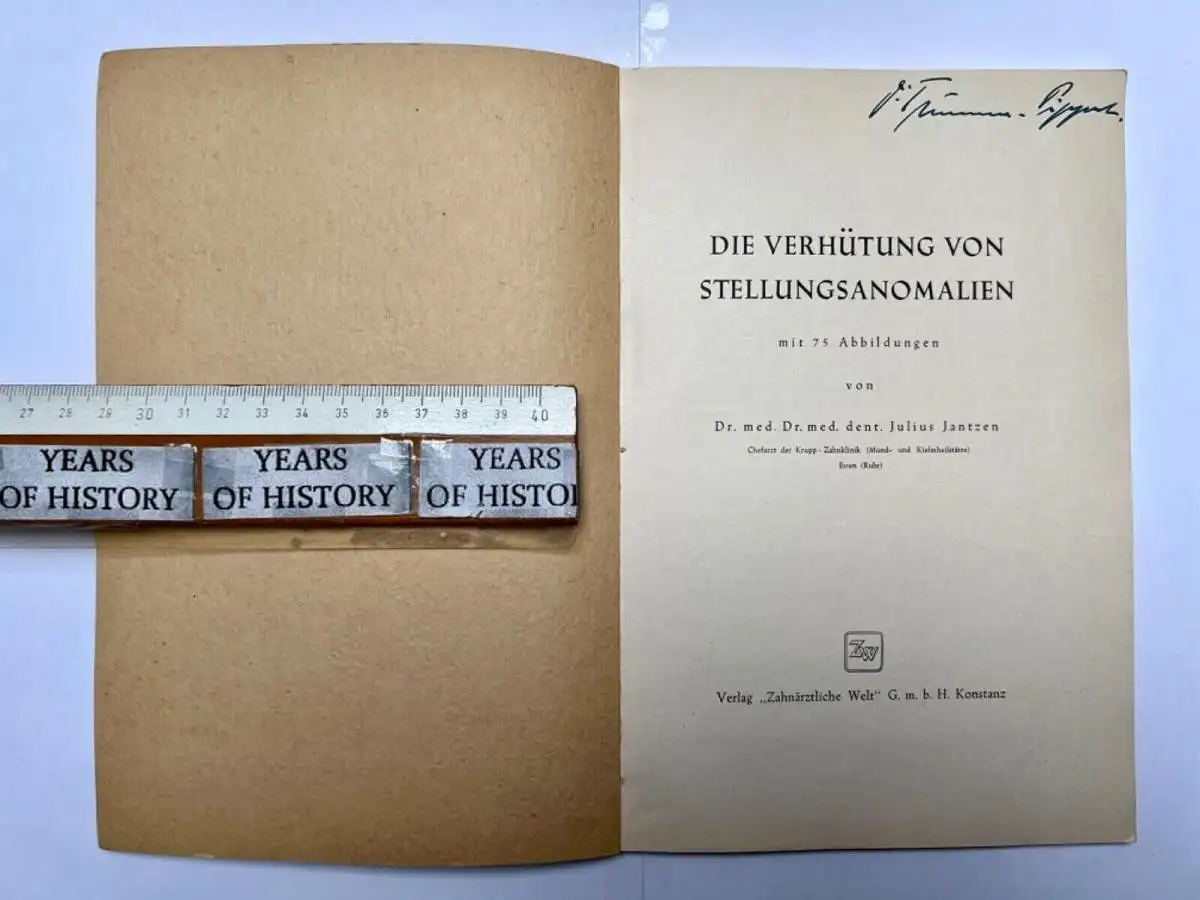 27 28 29 30 31 32 33 34 35 36 37 38 39 40
YEARS
OF HISTORY
YEARS
OF HISTORY
YEARS
OF HISTO
DIE VERHÜTUNG VON
STELLUNGSANOMALIEN
mit 75 Abbildungen
von
Dr. med. Dr. med. dent. Julius Jantzen
Chefarzt der Krupp-Zahnklinik (Mund- und Kieferheilstätte)
Essen (Ruhr)
ZW
Verlag „Zahnärztliche Welt" G. m. b. H. Konstanz